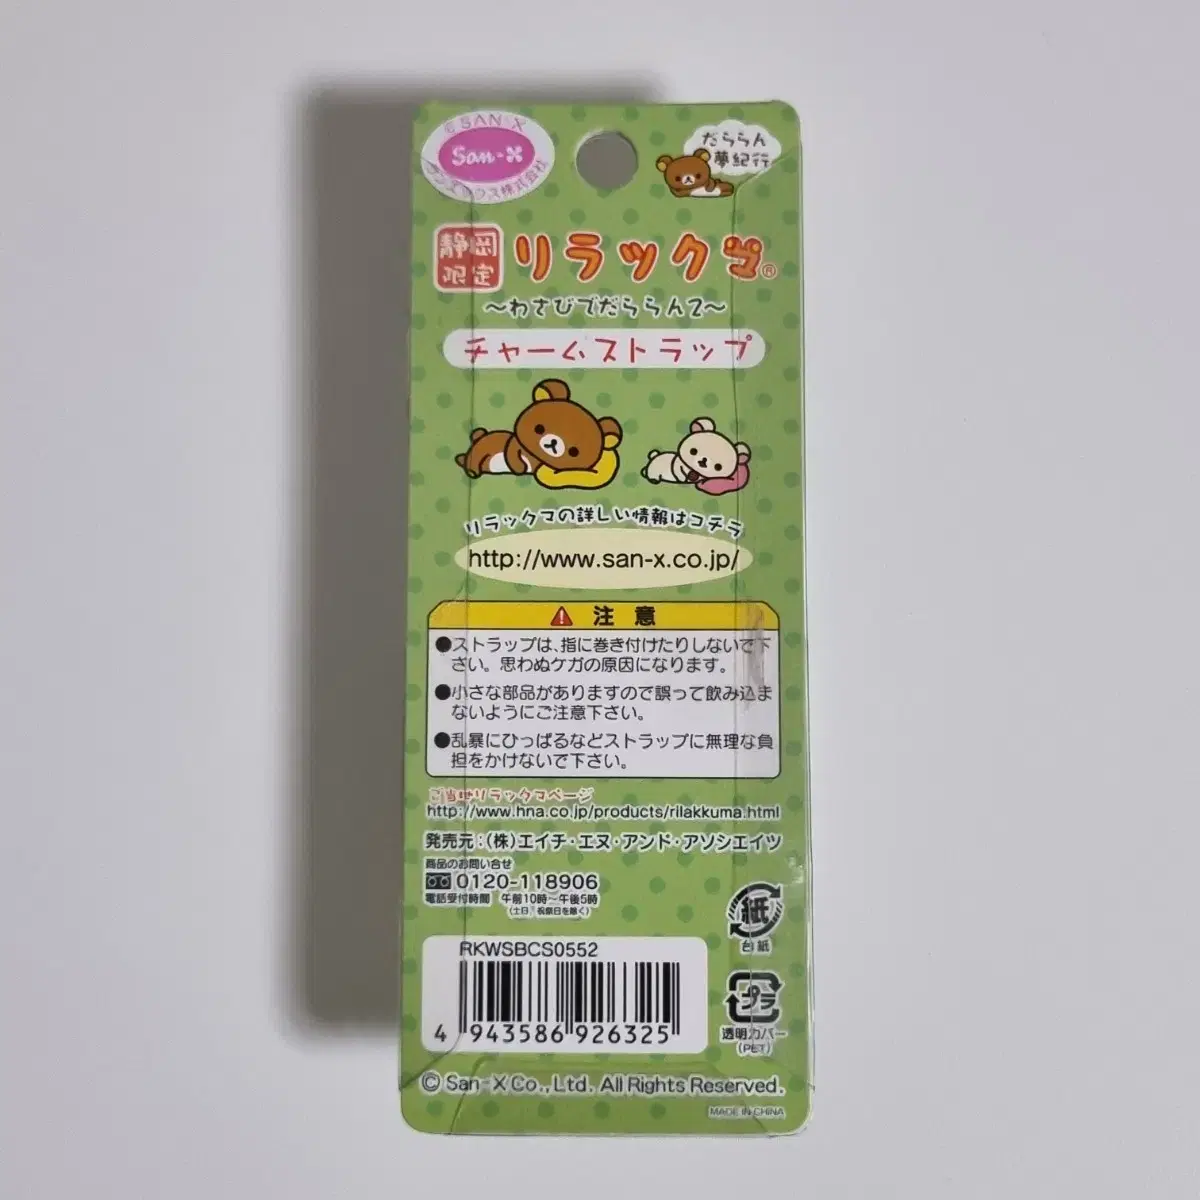 © SAN-X
San-X
サンエックス株式会社
だららん
夢紀行
静岡
限定
リラックマ®
～わさびでだららん2～
チャームストラップ
リラックマの詳しい情報はコチラ
http://www.san-x.co.jp/
注意
●ストラップは、指に巻き付けたりしないで下
さい。思わぬケガの原因になります。
●小さな部品がありますので誤って飲み込ま
ないようにご注意下さい。
●乱暴にひっぱるなどストラップに無理な負
担をかけないで下さい。
ご当地リラックマページ
http://www.hna.co.jp/products/rilakkuma.html
発売元：(株)エイチ・エヌ・アンド・アソシエイツ
商品のお問い合せ
0120-118906
電話受付時間 午前10時～午後5時
(土日、祝祭日を除く)
紙
台紙
RKWSBCS0552
4 943586 926325
プラ
透明カバー
(PET)
© San-X Co., Ltd. All Rights Reserved.
MADE IN CHINA